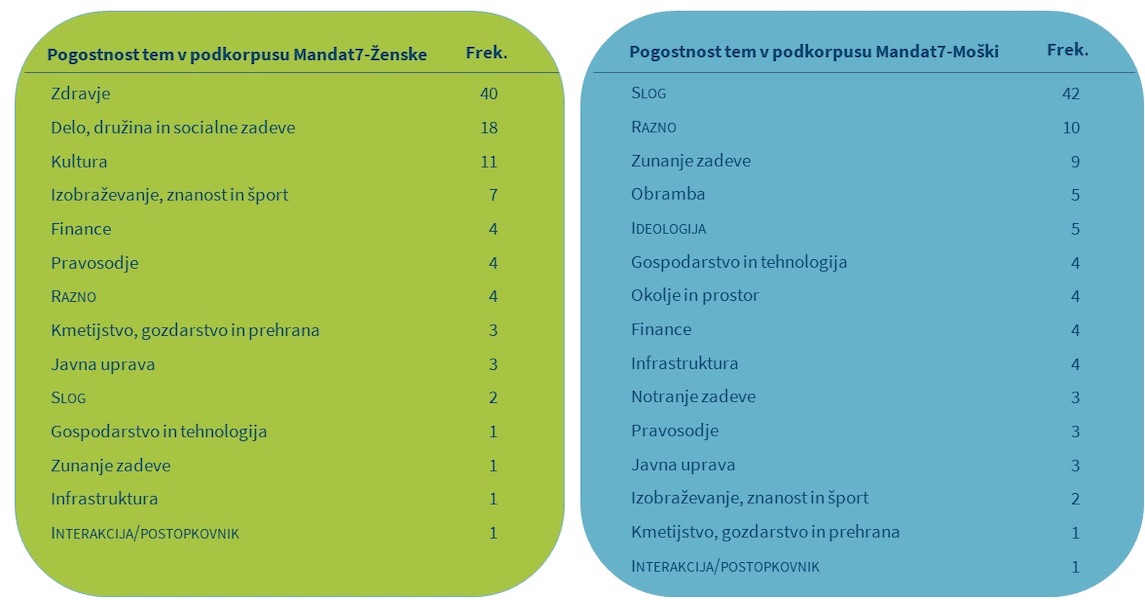 Pogostnost tem v podkorpusu Mandat7-Ženske Frek.
Zdravje 40
Delo, družina in socialne zadeve 18
Kultura 11
Izobraževanje, znanost in šport 7
Finance 4
Pravosodje 4
RAZNO 4
Kmetijstvo, gozdarstvo in prehrana 3
Javna uprava 3
SLOG 2
Gospodarstvo in tehnologija 1
Zunanje zadeve 1
Infrastruktura 1
INTERAKCIJA/POSTOPKOVNIK 1
Pogostnost tem v podkorpusu Mandat7-Moški Frek.
SLOG 42
RAZNO 10
Zunanje zadeve 9
Obramba 5
IDEOLOGIJA 5
Gospodarstvo in tehnologija 4
Okolje in prostor 4
Finance 4
Infrastruktura 4
Notranje zadeve 3
Pravosodje 3
Javna uprava 3
Izobraževanje, znanost in šport 2
Kmetijstvo, gozdarstvo in prehrana 1
INTERAKCIJA/POSTOPKOVNIK 1